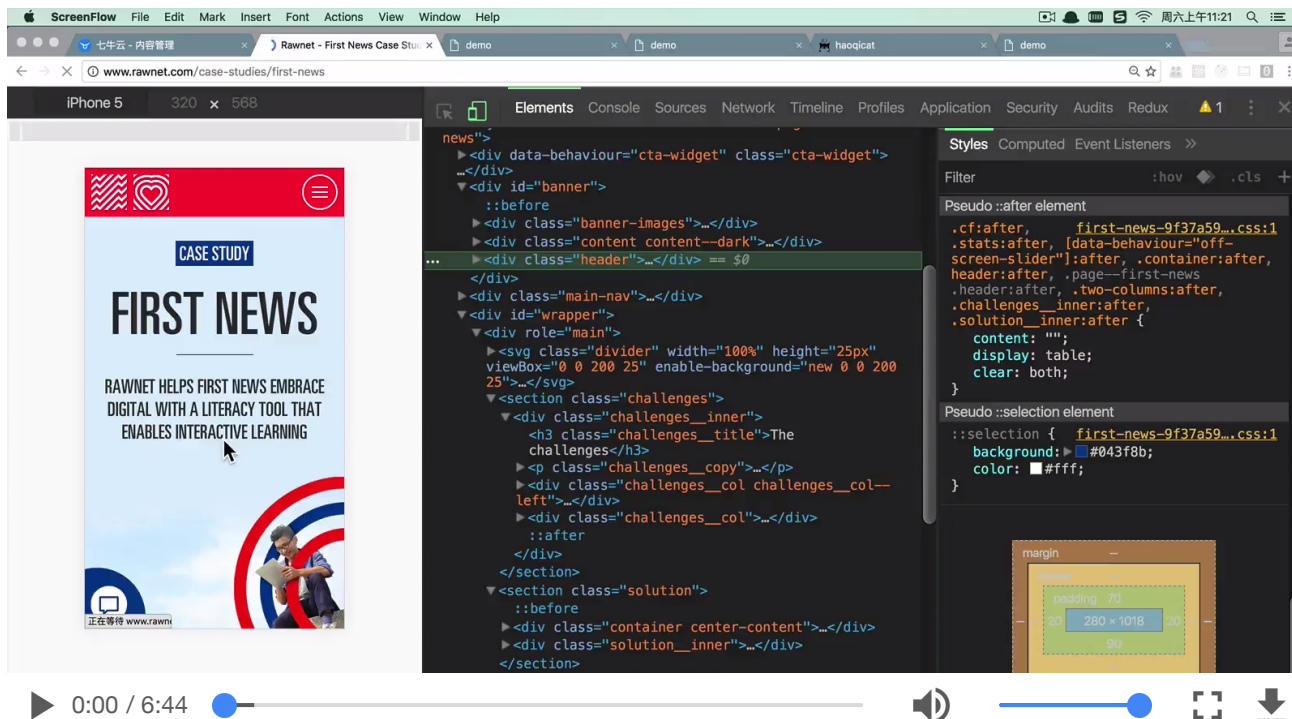 ScreenFlow File Edit Mark Insert Font Actions View Window Help 周六上午11:21
七牛云 - 内容管理 × Rawnet - First News Case Stu × demo × demo × haoqicat × demo ×
www.rawnet.com/case-studies/first-news
iPhone 5 320 × 568
Elements Console Sources Network Timeline Profiles Application Security Audits Redux 1
news">
<div data-behaviour="cta-widget" class="cta-widget">
…</div>
<div id="banner">
::before
<div class="banner-images">…</div>
<div class="content content--dark">…</div>
<div class="header">…</div> == $0
</div>
<div class="main-nav">…</div>
<div id="wrapper">
<div role="main">
<svg class="divider" width="100%" height="25px"
viewBox="0 0 200 25" enable-background="new 0 0 200
25">…</svg>
<section class="challenges">
<div class="challenges__inner">
<h3 class="challenges__title">The
challenges</h3>
<p class="challenges__copy">…</p>
<div class="challenges__col challenges__col--
left">…</div>
<div class="challenges__col">…</div>
::after
</div>
</section>
<section class="solution">
::before
<div class="container center-content">…</div>
<div class="solution__inner">…</div>
</section>
Styles Computed Event Listeners »
Filter :hov .cls +
Pseudo ::after element
.cf:after, first-news-9f37a59….css:1
.stats:after, [data-behaviour="off-
screen-slider"]:after, .container:after,
header:after, .page--first-news
.header:after, .two-columns:after,
.challenges__inner:after,
.solution__inner:after {
content: "";
display: table;
clear: both;
}
Pseudo ::selection element
::selection { first-news-9f37a59….css:1
background: #043f8b;
color: #fff;
}
margin –
padding 70
– 20 280 × 1018 20 –
90
CASE STUDY
FIRST NEWS
RAWNET HELPS FIRST NEWS EMBRACE
DIGITAL WITH A LITERACY TOOL THAT
ENABLES INTERACTIVE LEARNING
正在等待 www.rawn
0:00 / 6:44